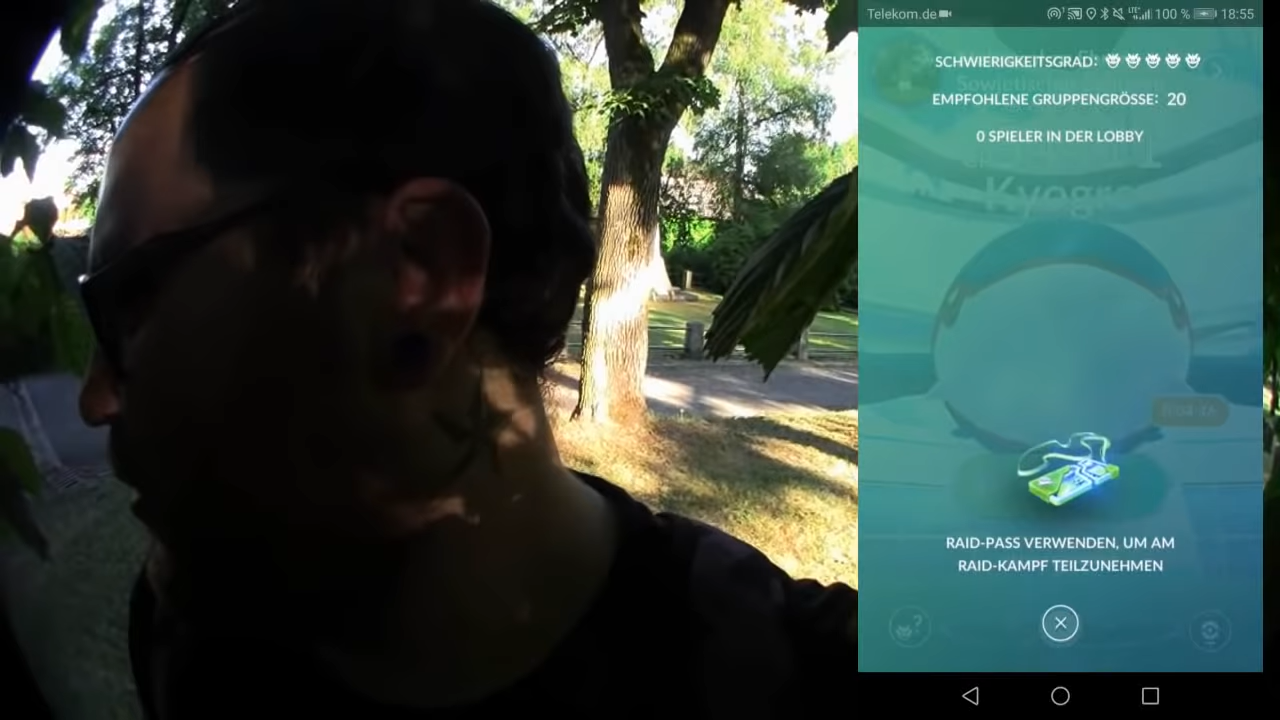 Telekom.de
100 %
18:55
SCHWIERIGKEITSGRAD:
EMPFOHLENE GRUPPENGRÖSSE: 20
0 SPIELER IN DER LOBBY
RAID-PASS VERWENDEN, UM AM
RAID-KAMPF TEILZUNEHMEN